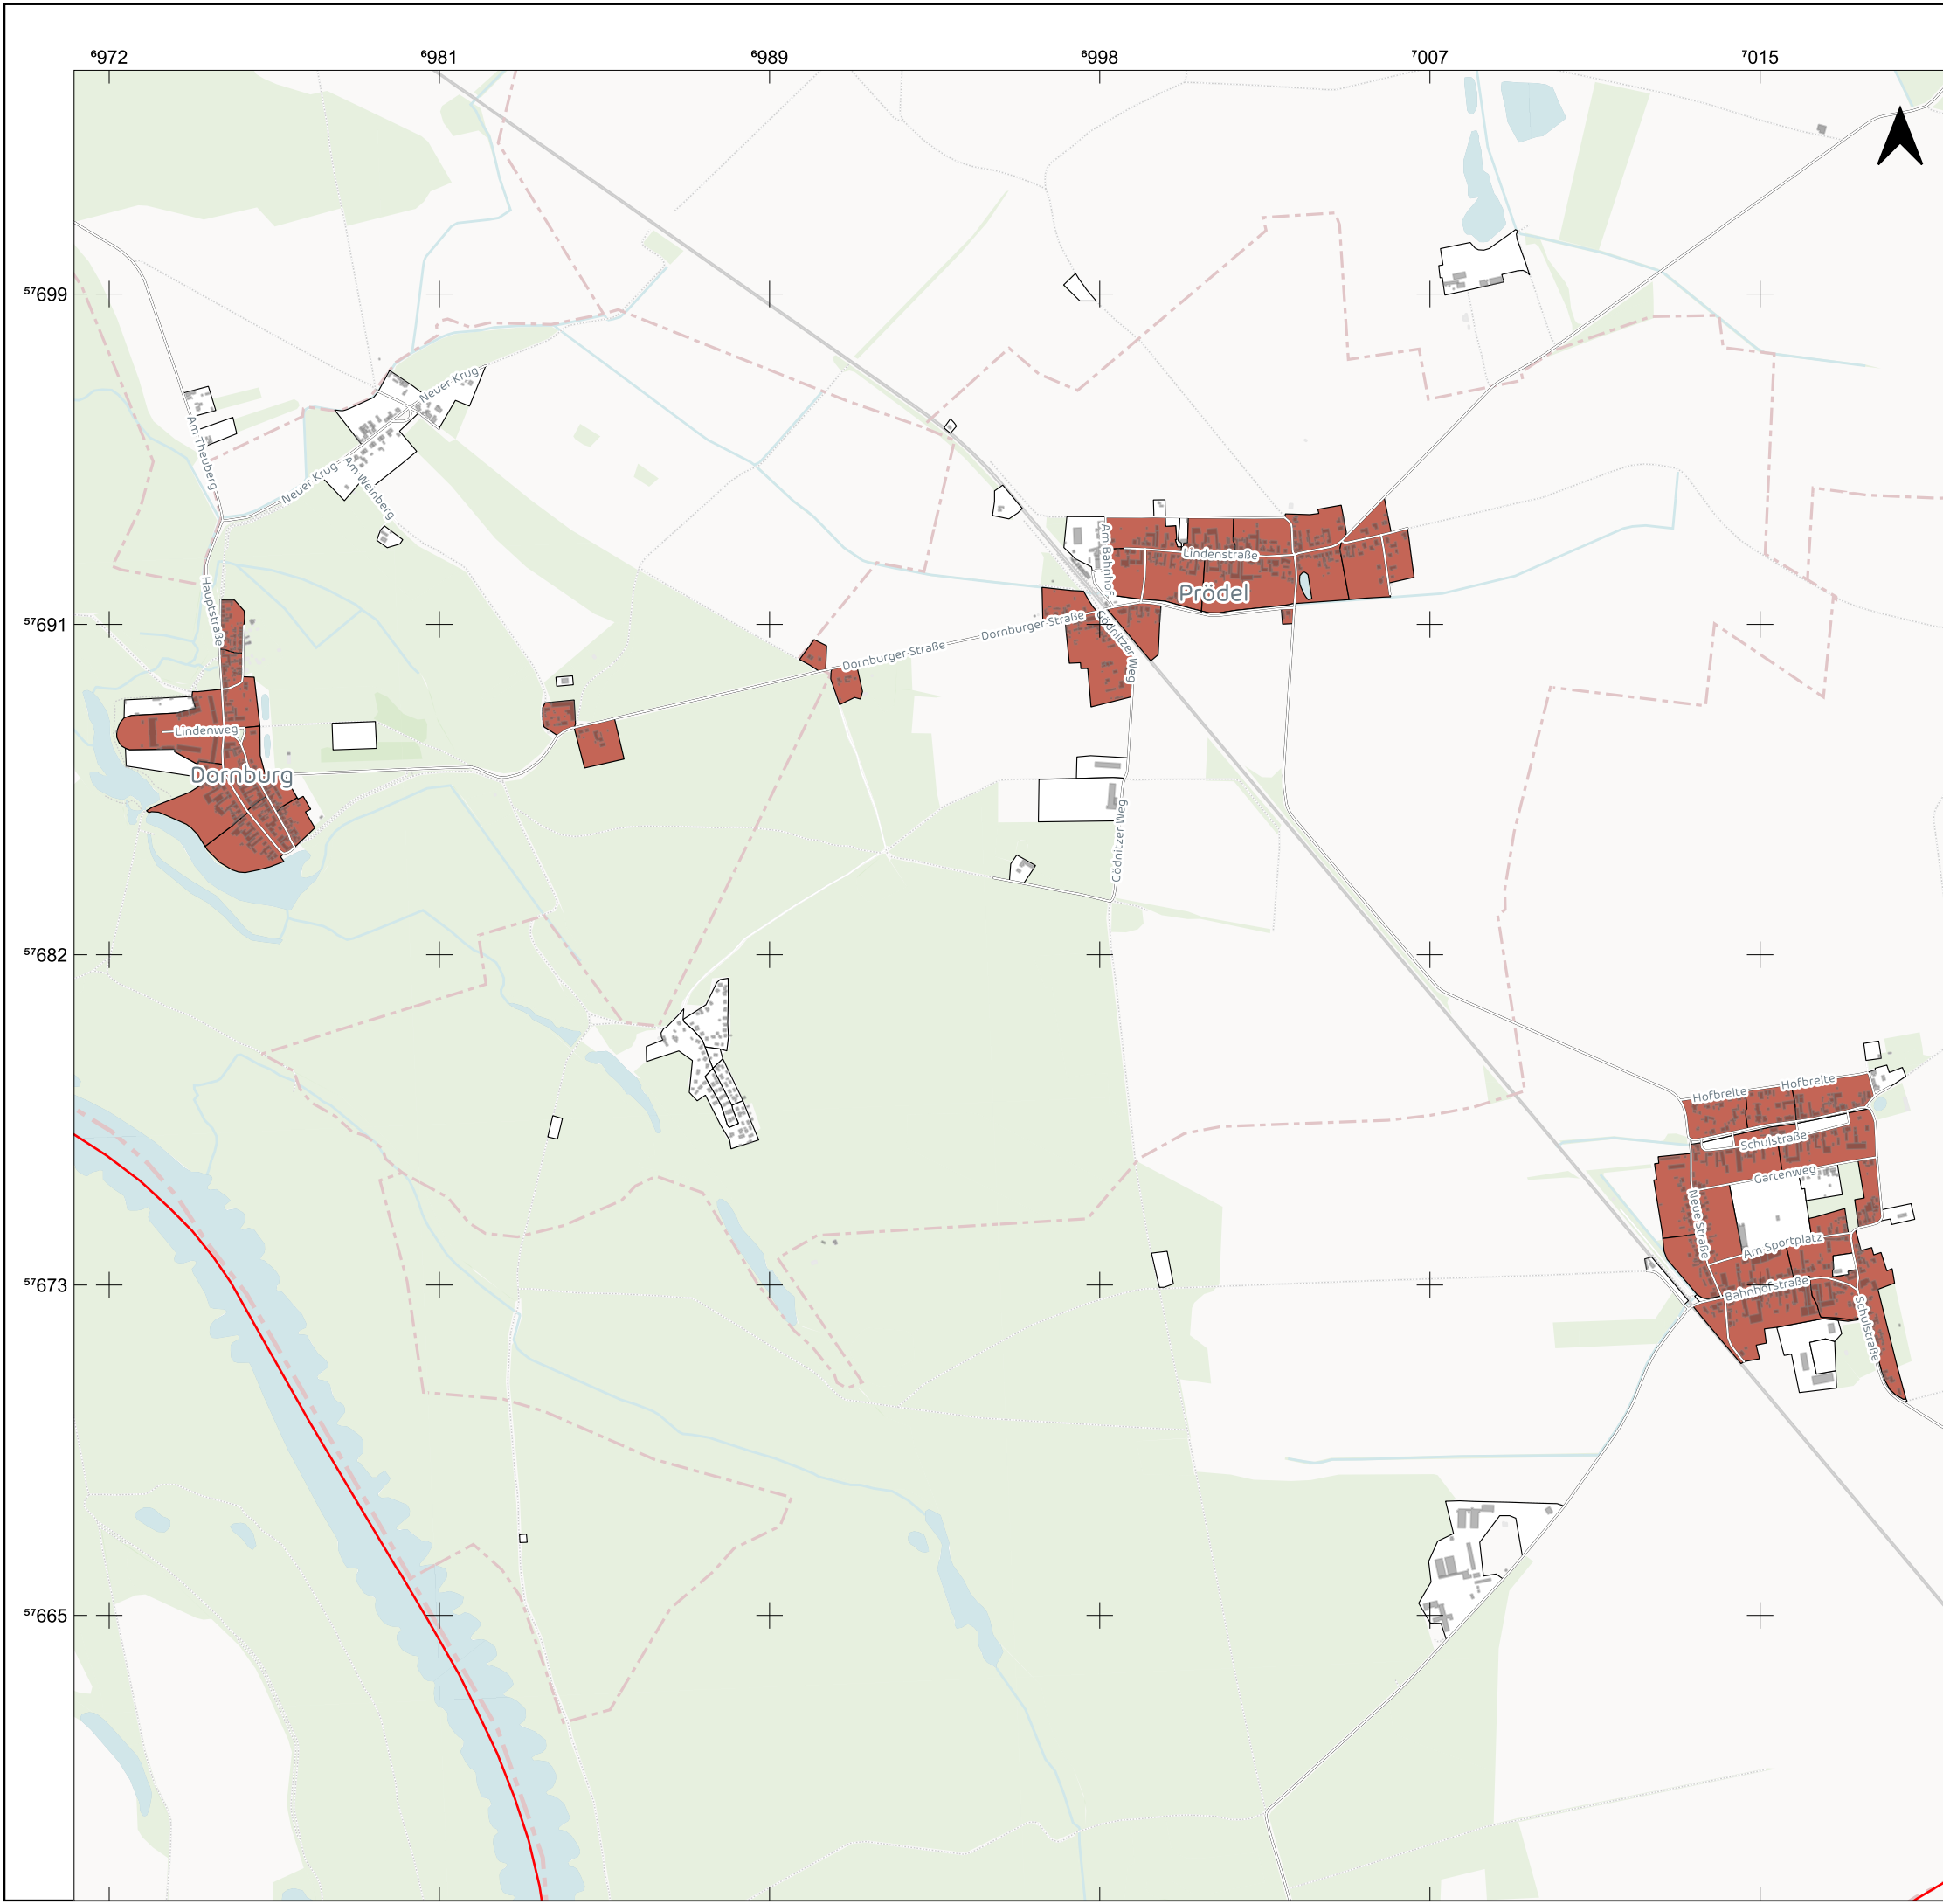 ⁶972
⁶981
⁶989
⁶998
⁷007
⁷015
⁵⁷699
⁵⁷691
⁵⁷682
⁵⁷673
⁵⁷665
Neuer Krug
Am Theuberg
Neuer Krug
Am Weinberg
Hauptstraße
Lindenweg
Dornburg
Am Bahnhof
Lindenstraße
Prödel
Dornburger Straße
Dornburger Straße
Gödnitzer Weg
Gödnitzer Weg
Hofbreite
Hofbreite
Schulstraße
Gartenweg
Neue Straße
Am Sportplatz
Bahnhofstraße
Schulstraße